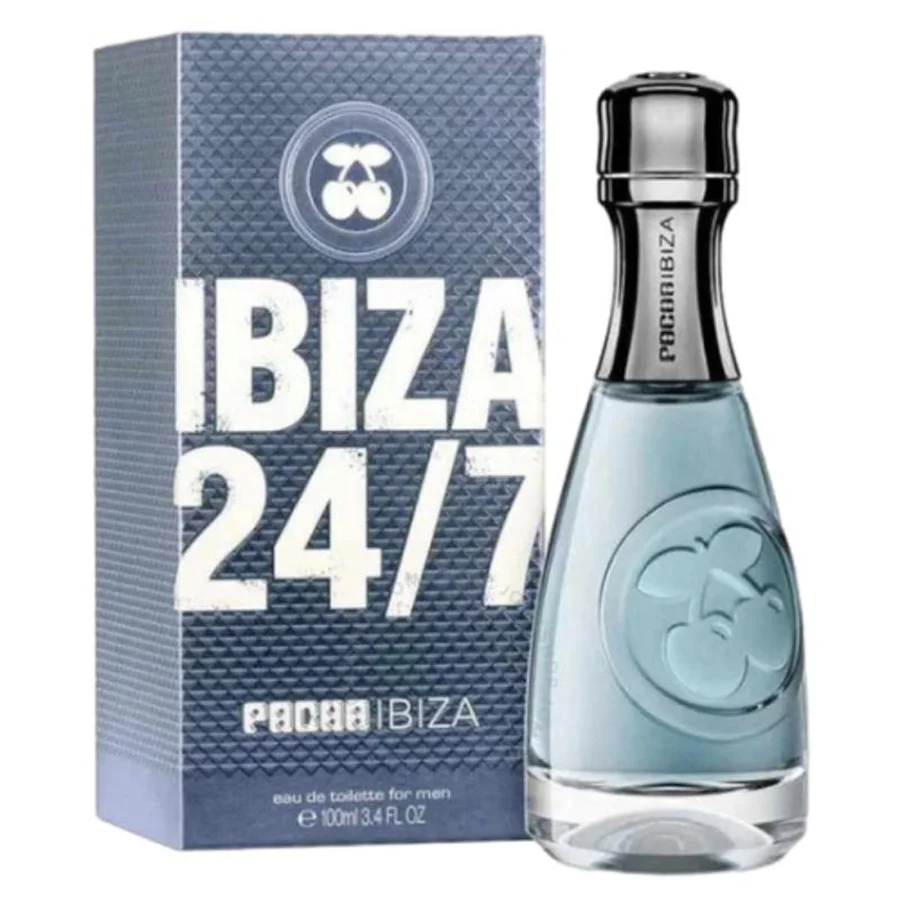 IBIZA
24/7
PACHA IBIZA
eau de toilette for men
℮ 100ml 3.4 FL OZ
PACHA IBIZA